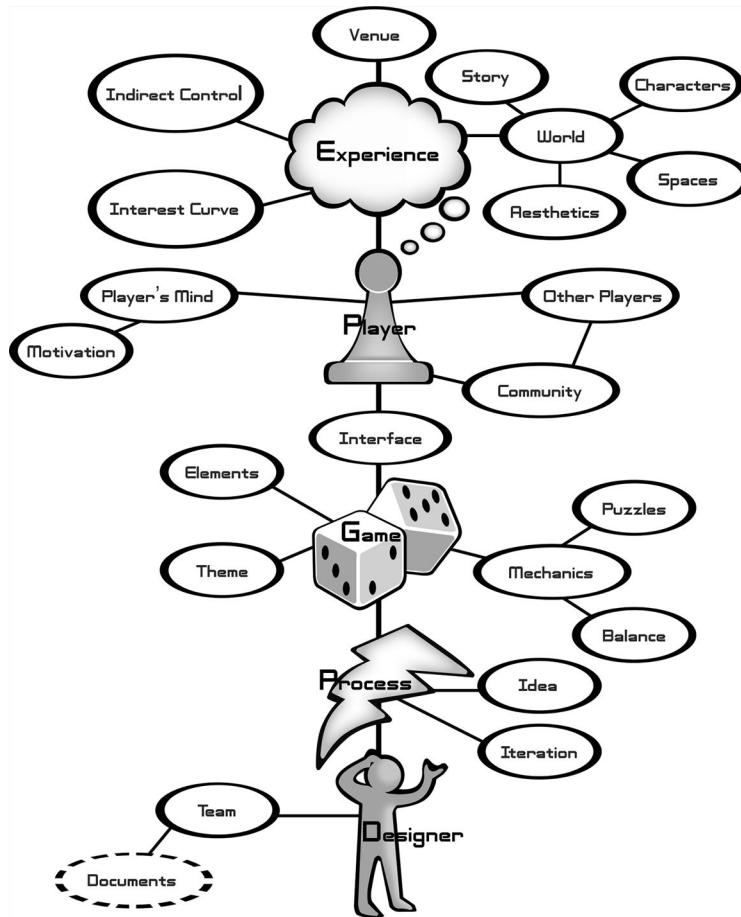 Venue
Story
Characters
Indirect Control
World
Experience
Spaces
Interest Curve
Aesthetics
Player's Mind
Other Players
Player
Motivation
Community
Interface
Elements
Puzzles
Game
Theme
Mechanics
Balance
Process
Idea
Iteration
Team
Designer
Documents